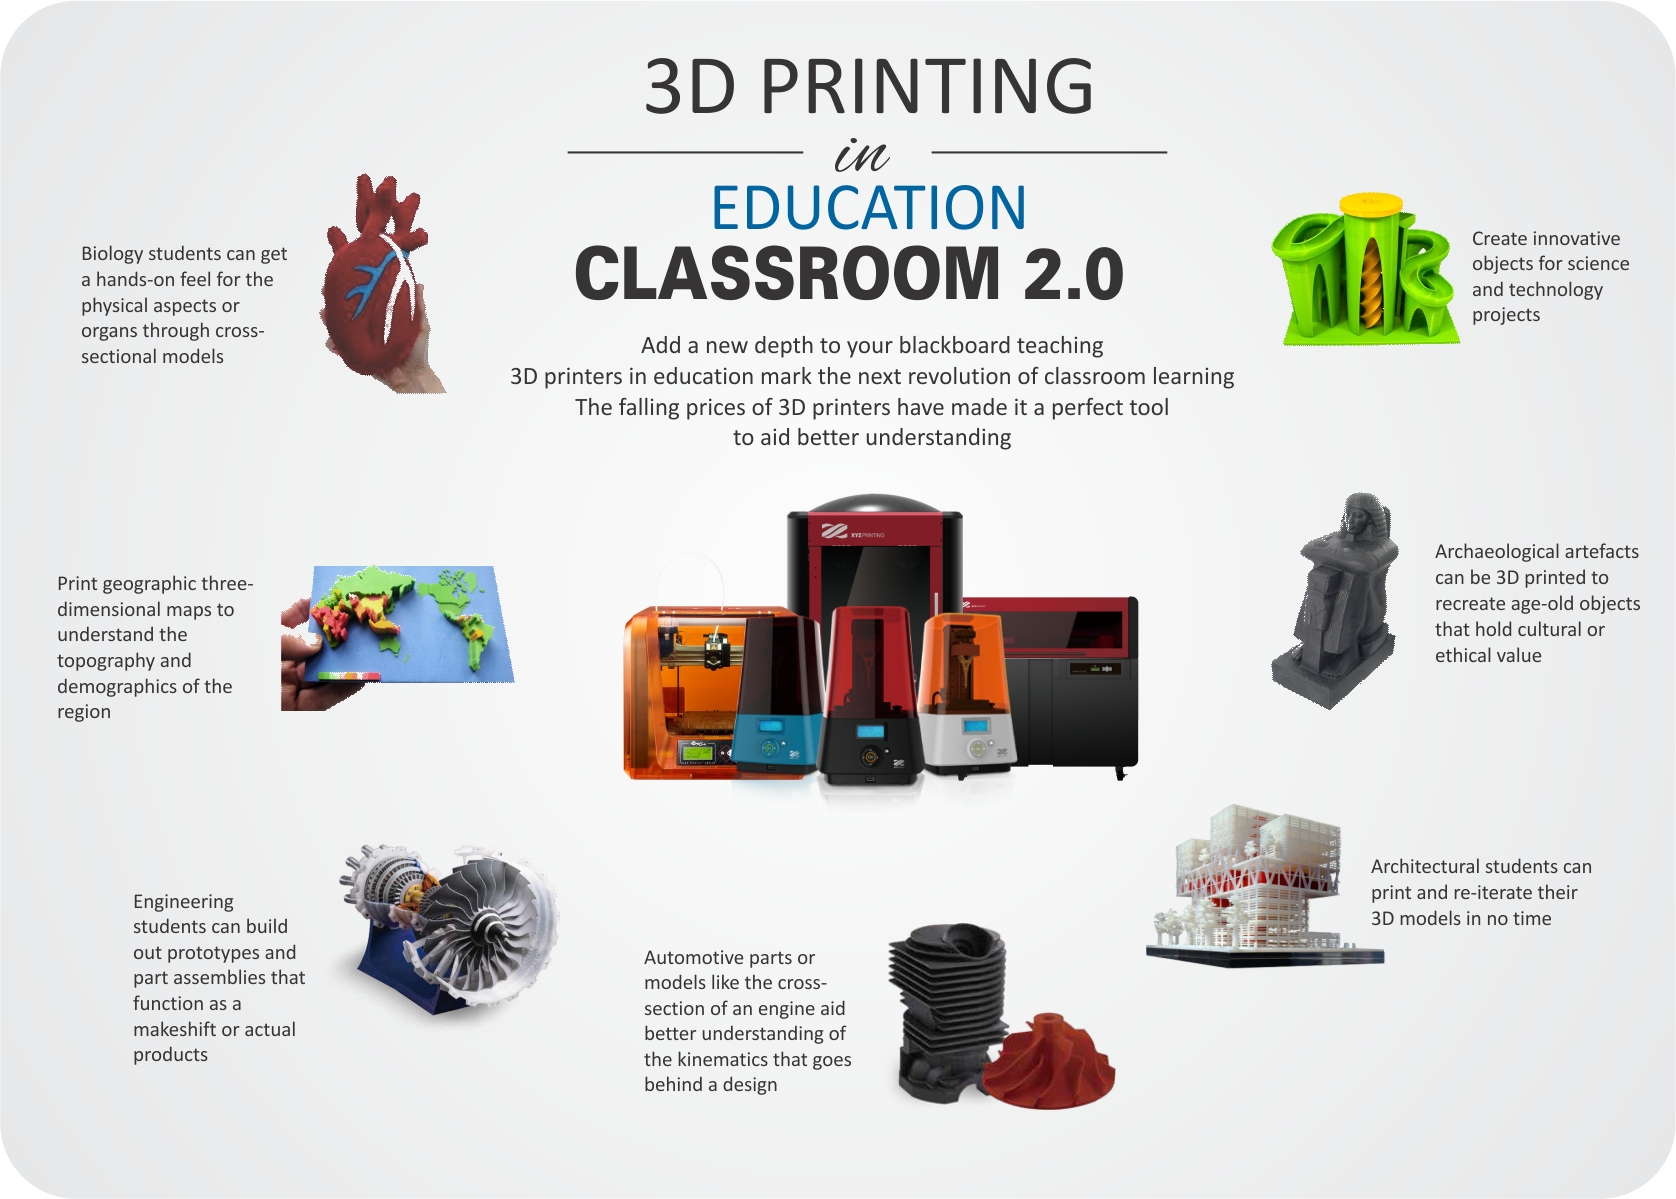 3D PRINTING
in
EDUCATION
CLASSROOM 2.0
Add a new depth to your blackboard teaching
3D printers in education mark the next revolution of classroom learning
The falling prices of 3D printers have made it a perfect tool
to aid better understanding
Biology students can get
a hands-on feel for the
physical aspects or
organs through cross-
sectional models
Create innovative
objects for science
and technology
projects
Print geographic three-
dimensional maps to
understand the
topography and
demographics of the
region
XYZPRINTING
Archaeological artefacts
can be 3D printed to
recreate age-old objects
that hold cultural or
ethical value
Engineering
students can build
out prototypes and
part assemblies that
function as a
makeshift or actual
products
Automotive parts or
models like the cross-
section of an engine aid
better understanding of
the kinematics that goes
behind a design
Architectural students can
print and re-iterate their
3D models in no time